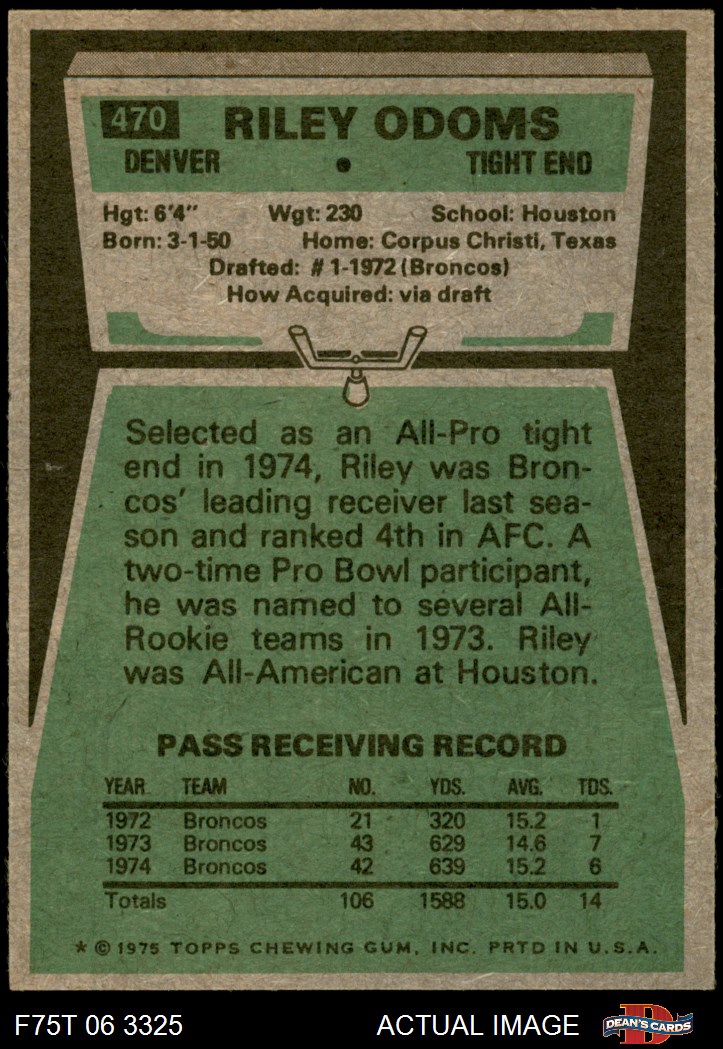 470 RILEY ODOMS
DENVER • TIGHT END
Hgt: 6'4" Wgt: 230 School: Houston
Born: 3-1-50 Home: Corpus Christi, Texas
Drafted: #1-1972 (Broncos)
How Acquired: via draft
Selected as an All-Pro tight
end in 1974, Riley was Bron-
cos' leading receiver last sea-
son and ranked 4th in AFC. A
two-time Pro Bowl participant,
he was named to several All-
Rookie teams in 1973. Riley
was All-American at Houston.
PASS RECEIVING RECORD
YEAR TEAM NO. YDS. AVG. TDS.
1972 Broncos 21 320 15.2 1
1973 Broncos 43 629 14.6 7
1974 Broncos 42 639 15.2 6
Totals 106 1588 15.0 14
* © 1975 TOPPS CHEWING GUM, INC. PRTD IN U.S.A.
F75T 06 3325 ACTUAL IMAGE D DEAN'S CARDS